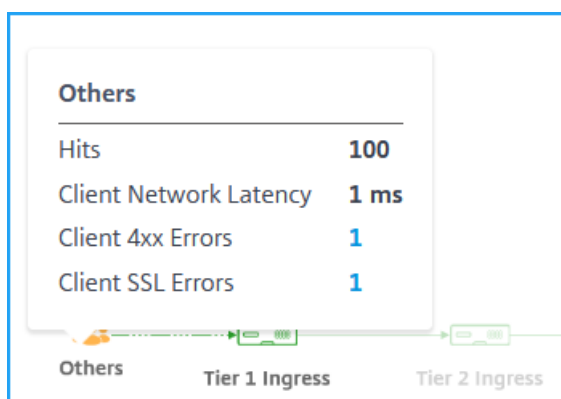 Others
Hits 100
Client Network Latency 1 ms
Client 4xx Errors 1
Client SSL Errors 1
Others
Tier 1 Ingress
Tier 2 Ingress